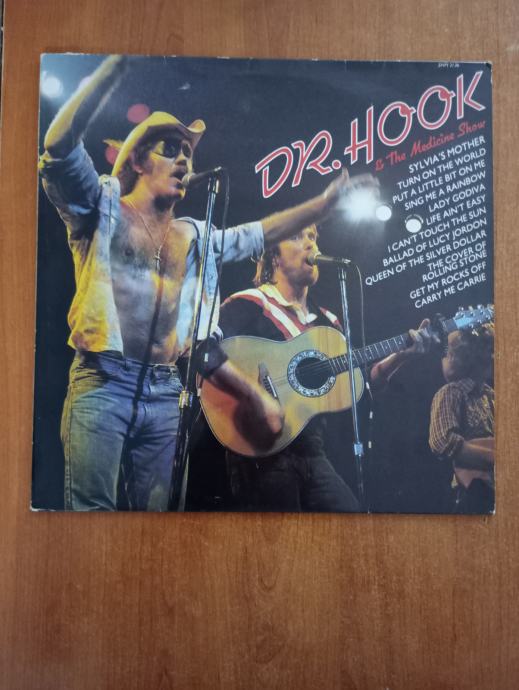 DR. HOOK
& The Medicine Show
SYLVIA'S MOTHER
TURN ON THE WORLD
PUT A LITTLE BIT ON ME
SING ME A RAINBOW
LADY GODIVA
LIFE AIN'T EASY
I CAN'T TOUCH THE SUN
BALLAD OF LUCY JORDON
QUEEN OF THE SILVER DOLLAR
THE COVER OF
ROLLING STONE
GET MY ROCKS OFF
CARRY ME CARRIE